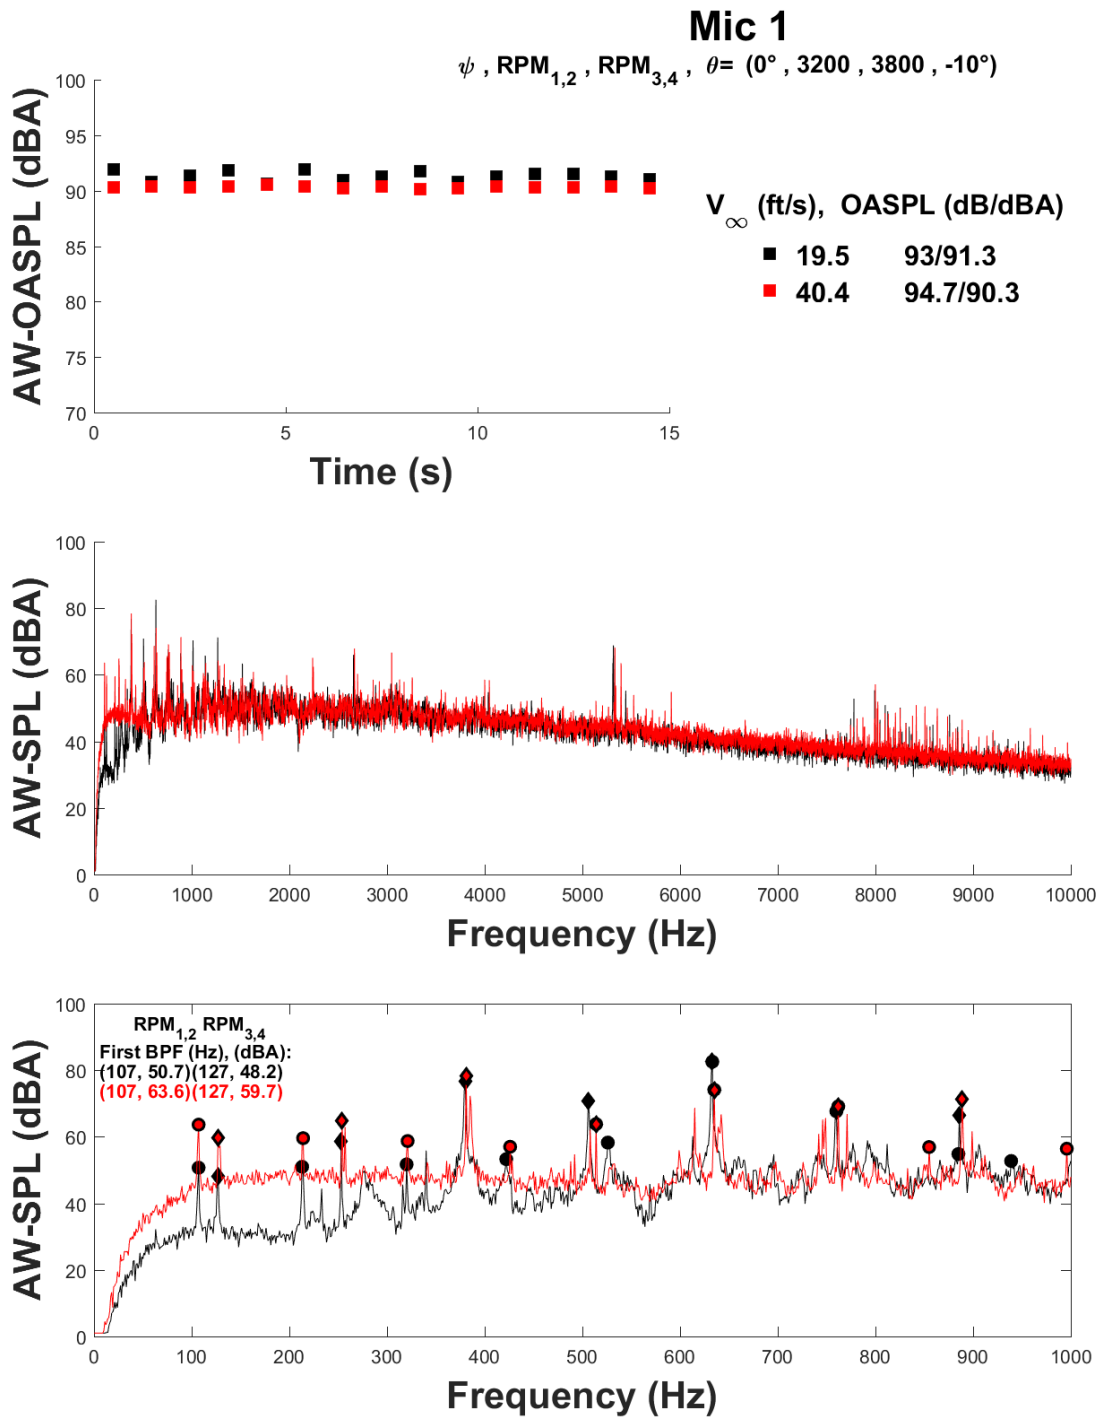 Mic 1
ψ , RPM1,2 , RPM3,4 , θ= (0° , 3200 , 3800 , -10°)
100
95
90
85
80
75
70
AW-OASPL (dBA)
0 5 10 15
Time (s)
V∞ (ft/s), OASPL (dB/dBA)
19.5 93/91.3
40.4 94.7/90.3
100
80
60
40
20
0
AW-SPL (dBA)
0 1000 2000 3000 4000 5000 6000 7000 8000 9000 10000
Frequency (Hz)
100
80
60
40
20
0
AW-SPL (dBA)
RPM1,2 RPM3,4
First BPF (Hz), (dBA):
(107, 50.7)(127, 48.2)
(107, 63.6)(127, 59.7)
0 100 200 300 400 500 600 700 800 900 1000
Frequency (Hz)